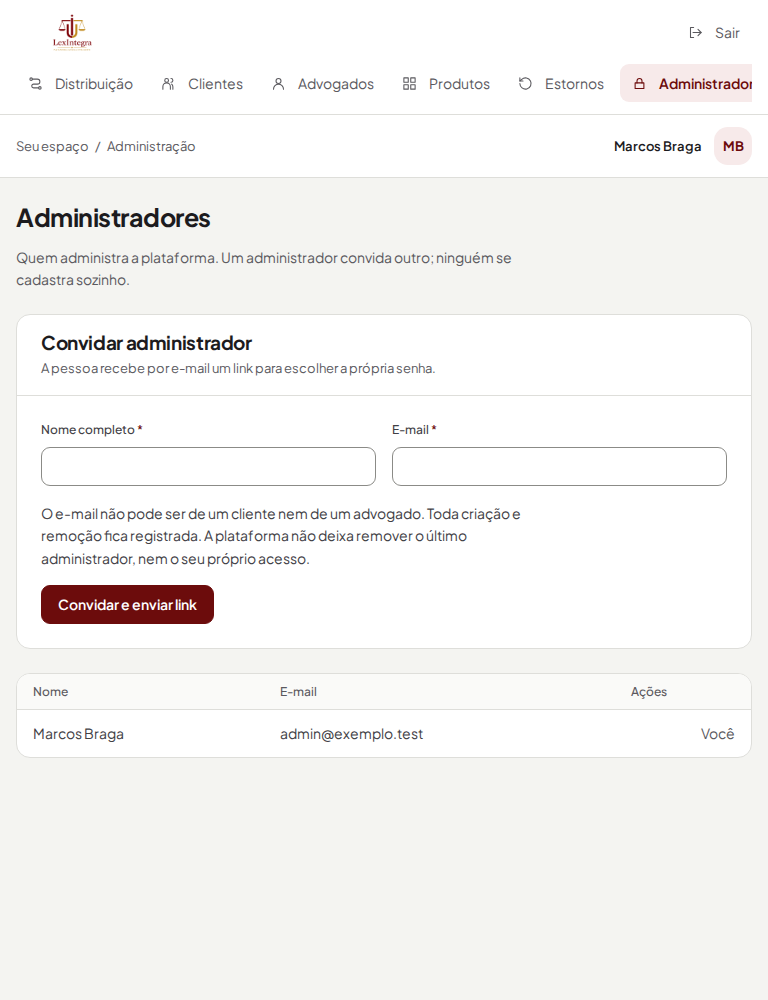 LexIntegra
Sair
Distribuição
Clientes
Advogados
Produtos
Estornos
Administrador
Seu espaço / Administração
Marcos Braga
MB
Administradores
Quem administra a plataforma. Um administrador convida outro; ninguém se
cadastra sozinho.
Convidar administrador
A pessoa recebe por e-mail um link para escolher a própria senha.
Nome completo *
E-mail *
O e-mail não pode ser de um cliente nem de um advogado. Toda criação e
remoção fica registrada. A plataforma não deixa remover o último
administrador, nem o seu próprio acesso.
Convidar e enviar link
Nome
E-mail
Ações
Marcos Braga
admin@exemplo.test
Você